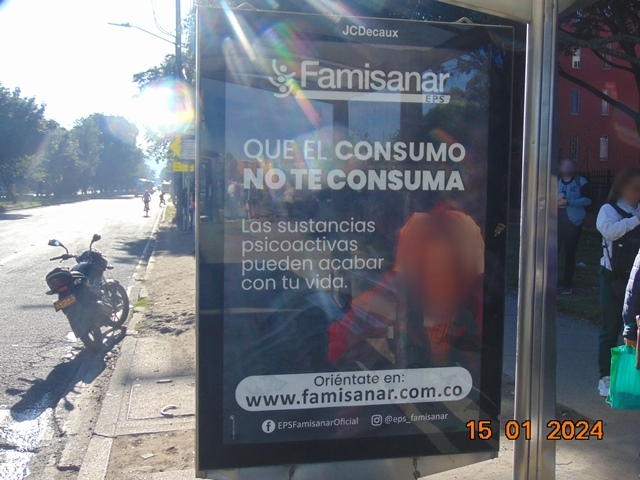 JCDecaux
Famisanar
EPS
QUE EL CONSUMO
NO TE CONSUMA
Las sustancias
psicoactivas
pueden acabar
con tu vida.
Oriéntate en:
www.famisanar.com.co
EPSFamisanarOficial @eps_famisanar
15 01 2024